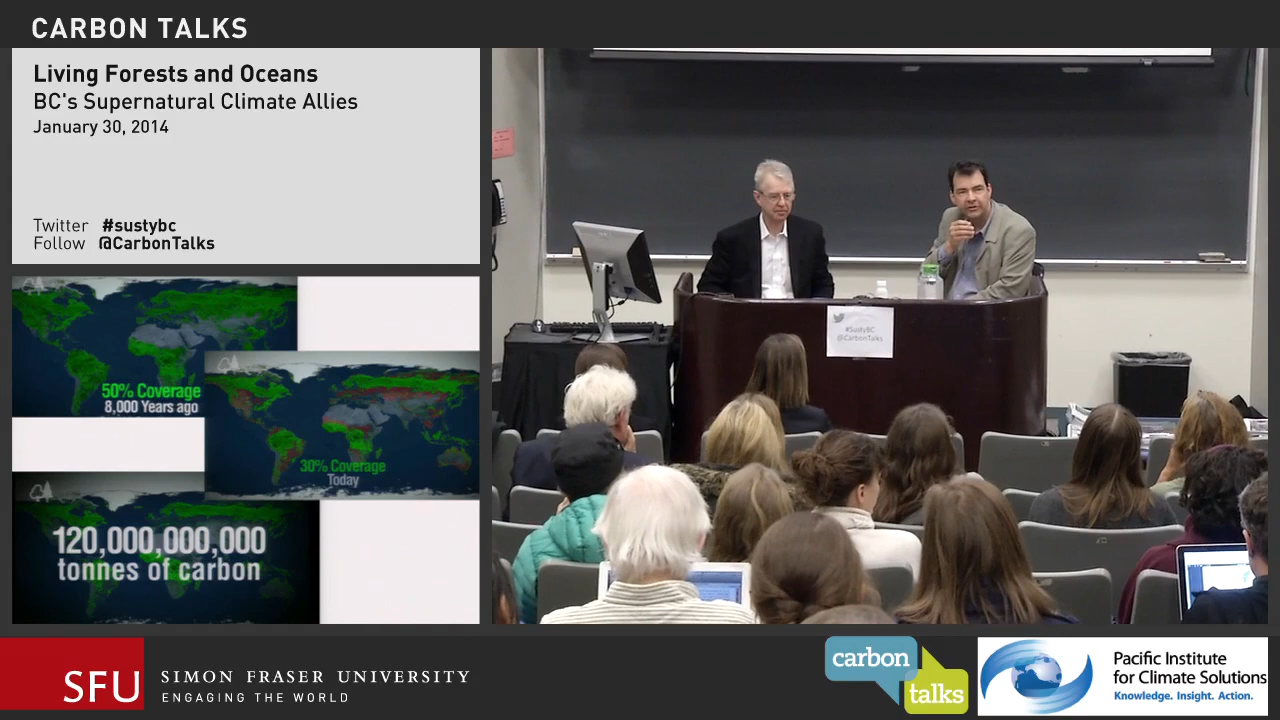 CARBON TALKS
Living Forests and Oceans
BC's Supernatural Climate Allies
January 30, 2014
Twitter #sustybc
Follow @CarbonTalks
50% Coverage
8,000 Years ago
30% Coverage
Today
120,000,000,000
tonnes of carbon
#SustyBC
@CarbonTalks
SFU
SIMON FRASER UNIVERSITY
ENGAGING THE WORLD
carbon
talks
Pacific Institute
for Climate Solutions
Knowledge. Insight. Action.